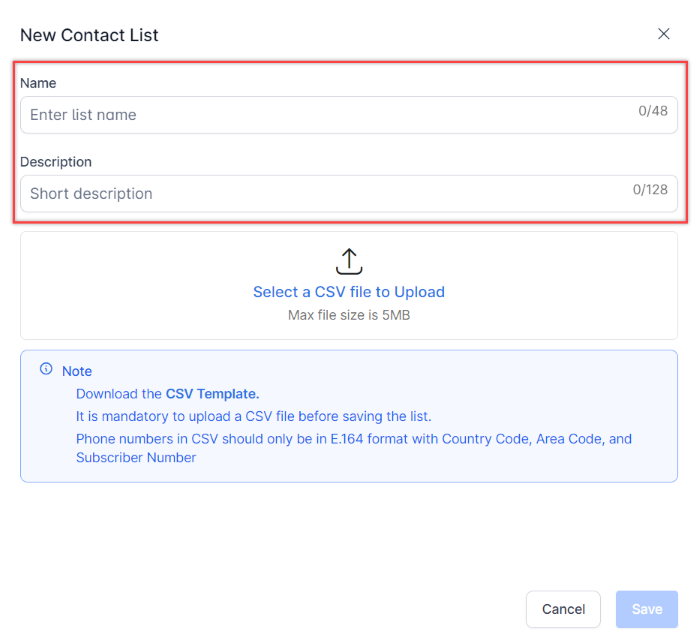 New Contact List
Name
Enter list name
0/48
Description
Short description
0/128
Select a CSV file to Upload
Max file size is 5MB
Note
Download the CSV Template.
It is mandatory to upload a CSV file before saving the list.
Phone numbers in CSV should only be in E.164 format with Country Code, Area Code, and
Subscriber Number
Cancel
Save